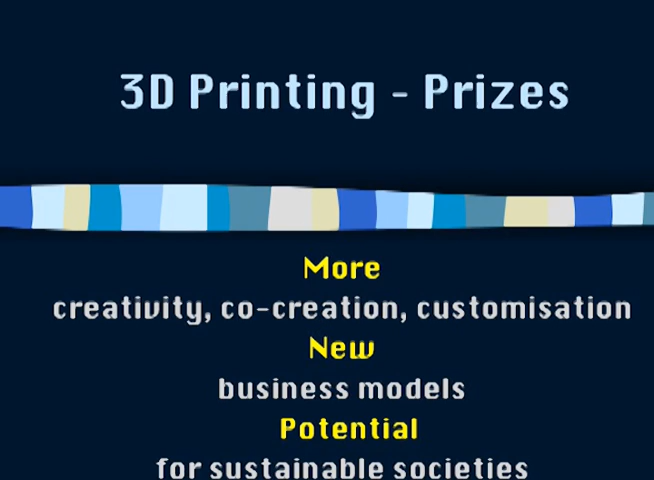 3D Printing - Prizes
More
creativity, co-creation, customisation
New
business models
Potential
for sustainable societies